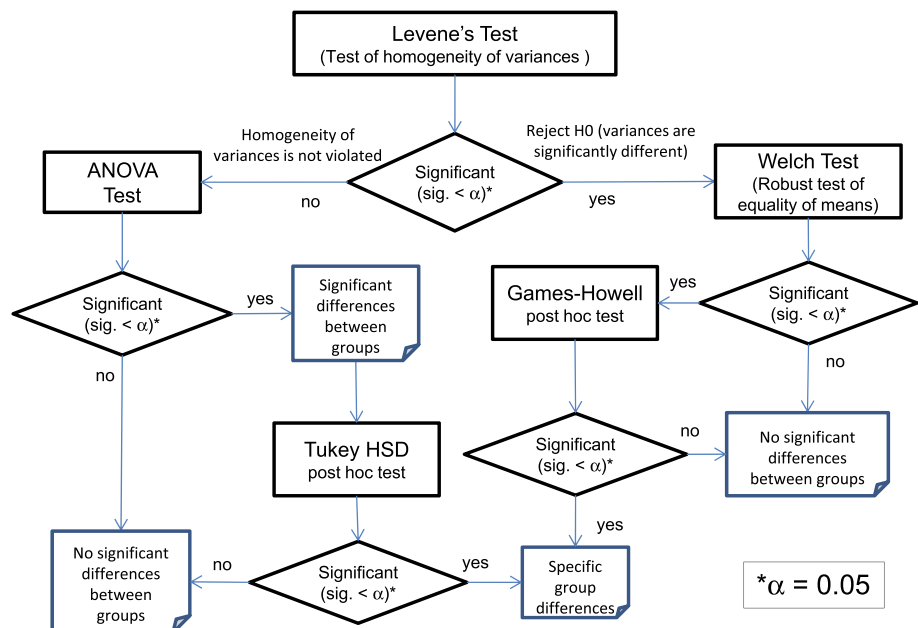 Levene's Test
(Test of homogeneity of variances )
Homogeneity of
variances is not violated
Reject H0 (variances are
significantly different)
Significant
(sig. < α)*
no
yes
ANOVA
Test
Welch Test
(Robust test of
equality of means)
Significant
(sig. < α)*
yes
no
Significant
differences
between
groups
Games-Howell
post hoc test
yes
Significant
(sig. < α)*
no
Tukey HSD
post hoc test
Significant
(sig. < α)*
no
yes
No significant
differences
between groups
No significant
differences
between
groups
no
Significant
(sig. < α)*
yes
Specific
group
differences
*α = 0.05